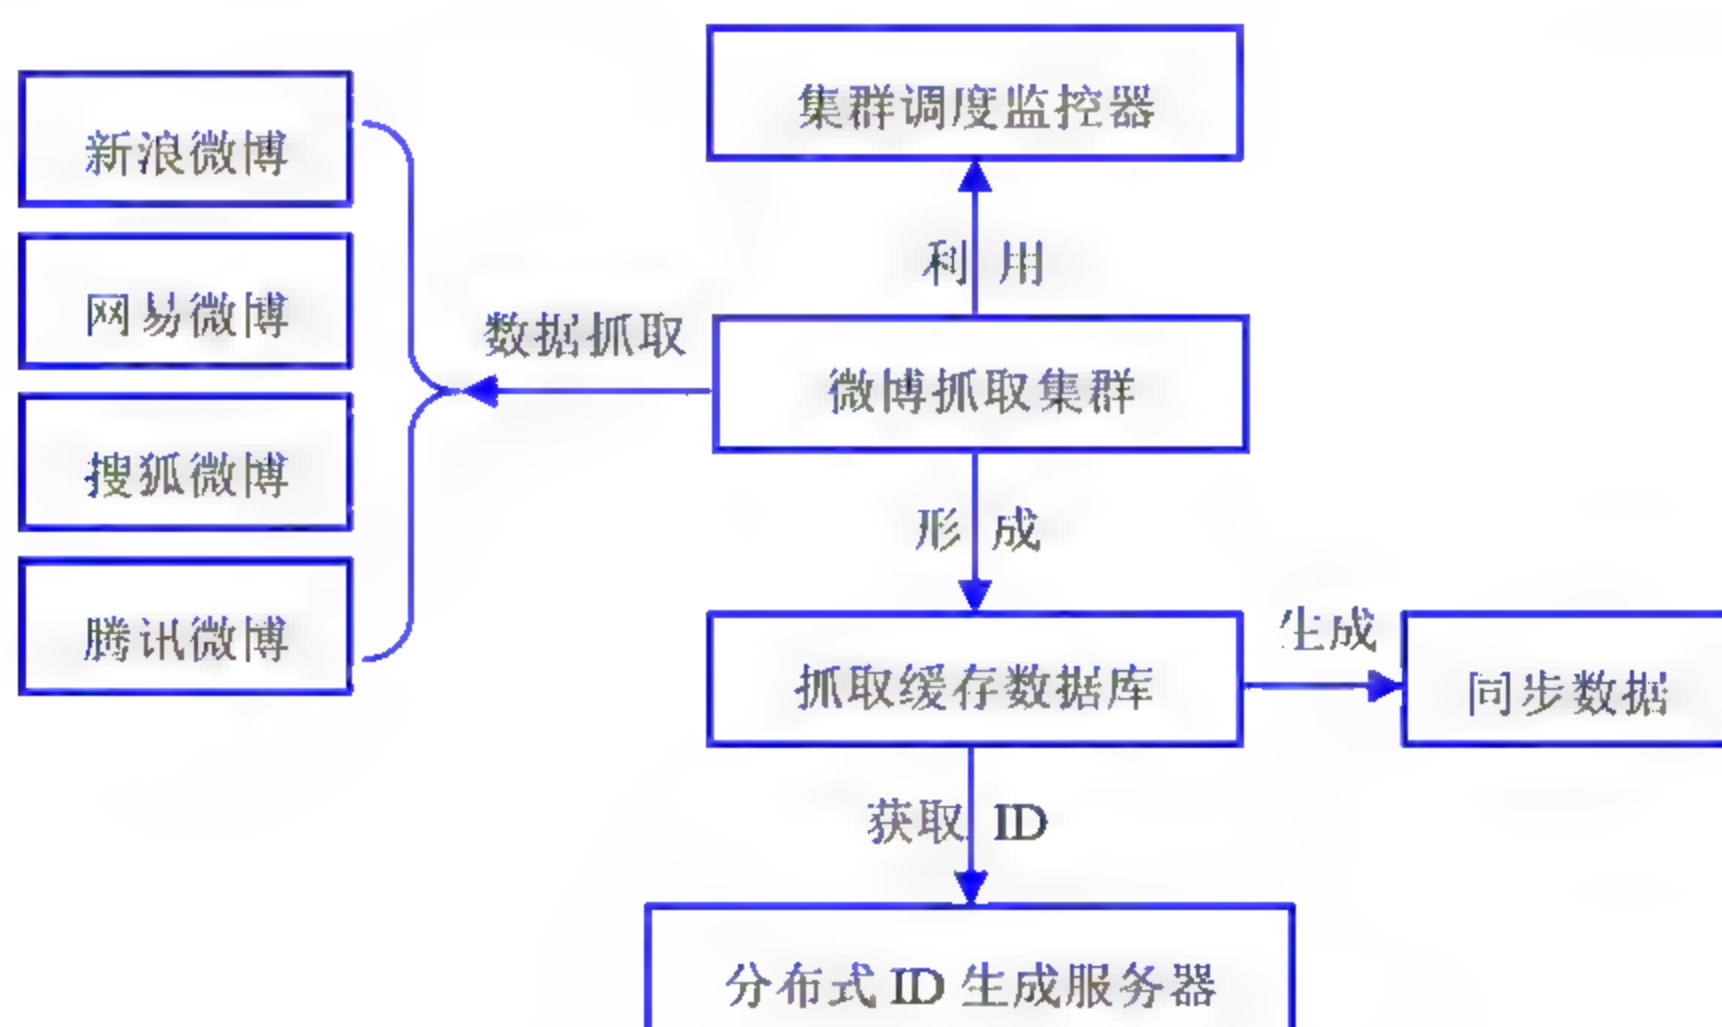 集群调度监控器
新浪微博
利用
网易微博
数据抓取
微博抓取集群
搜狐微博
形成
腾讯微博
生成
抓取缓存数据库
同步数据
获取 ID
分布式 ID 生成服务器